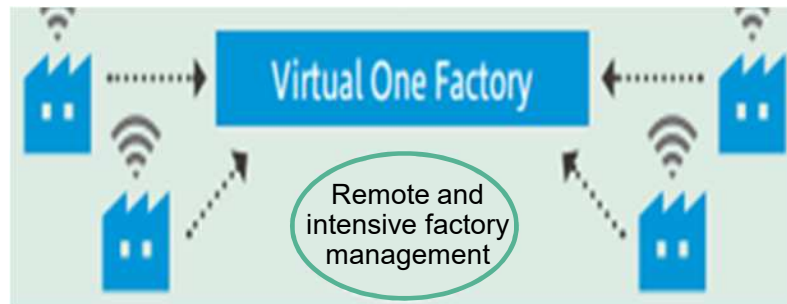 Virtual One Factory
Remote and
intensive factory
management